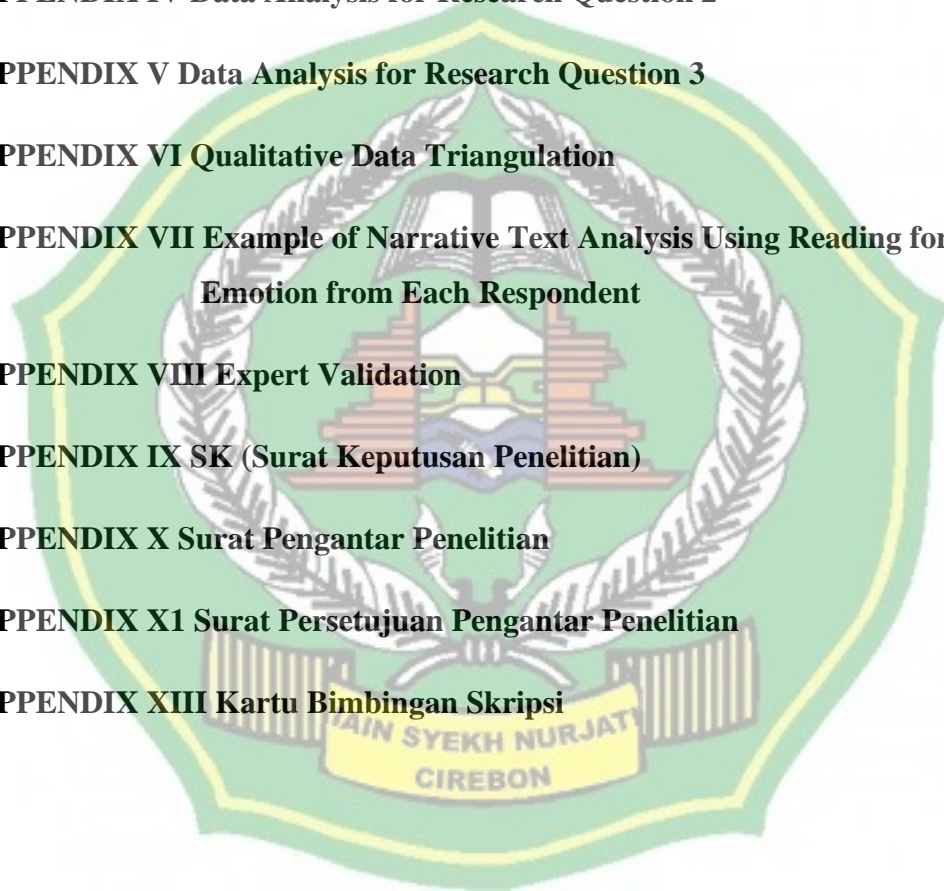 PPENDIX IV Data Analysis for Research Question 2
PPENDIX V Data Analysis for Research Question 3
PPENDIX VI Qualitative Data Triangulation
PPENDIX VII Example of Narrative Text Analysis Using Reading for
Emotion from Each Respondent
PPENDIX VIII Expert Validation
PPENDIX IX SK (Surat Keputusan Penelitian)
PPENDIX X Surat Pengantar Penelitian
PPENDIX X1 Surat Persetujuan Pengantar Penelitian
PPENDIX XIII Kartu Bimbingan Skripsi
IAIN SYEKH NURJATI
CIREBON